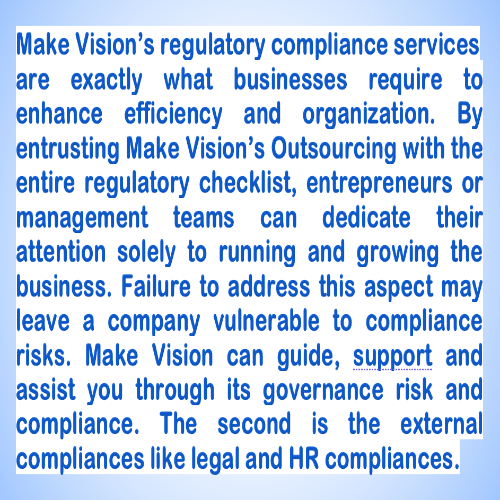 Make Vision’s regulatory compliance services
are exactly what businesses require to
enhance efficiency and organization. By
entrusting Make Vision’s Outsourcing with the
entire regulatory checklist, entrepreneurs or
management teams can dedicate their
attention solely to running and growing the
business. Failure to address this aspect may
leave a company vulnerable to compliance
risks. Make Vision can guide, support and
assist you through its governance risk and
compliance. The second is the external
compliances like legal and HR compliances.